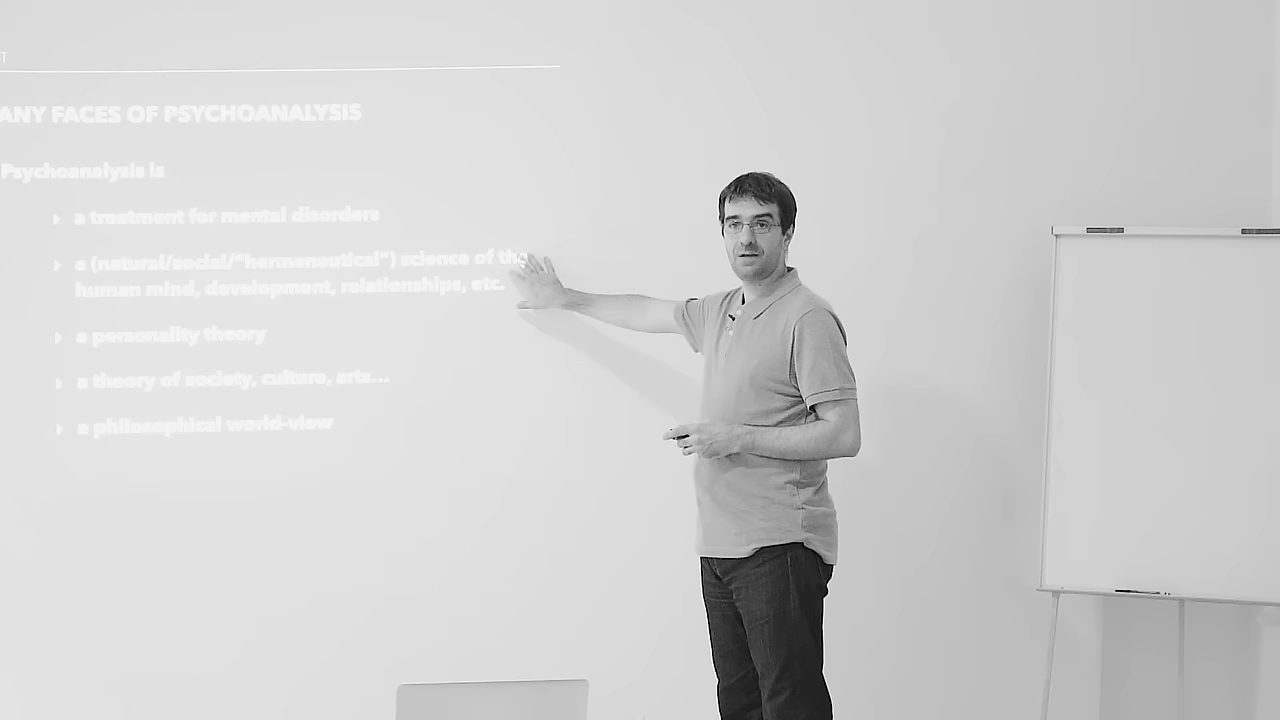 T
ANY FACES OF PSYCHOANALYSIS
Psychoanalysis is
a treatment for mental disorders
a (natural/social/"hermeneutical") science of the
human mind, development, relationships, etc.
a personality theory
a theory of society, culture, arts...
a philosophical world-view